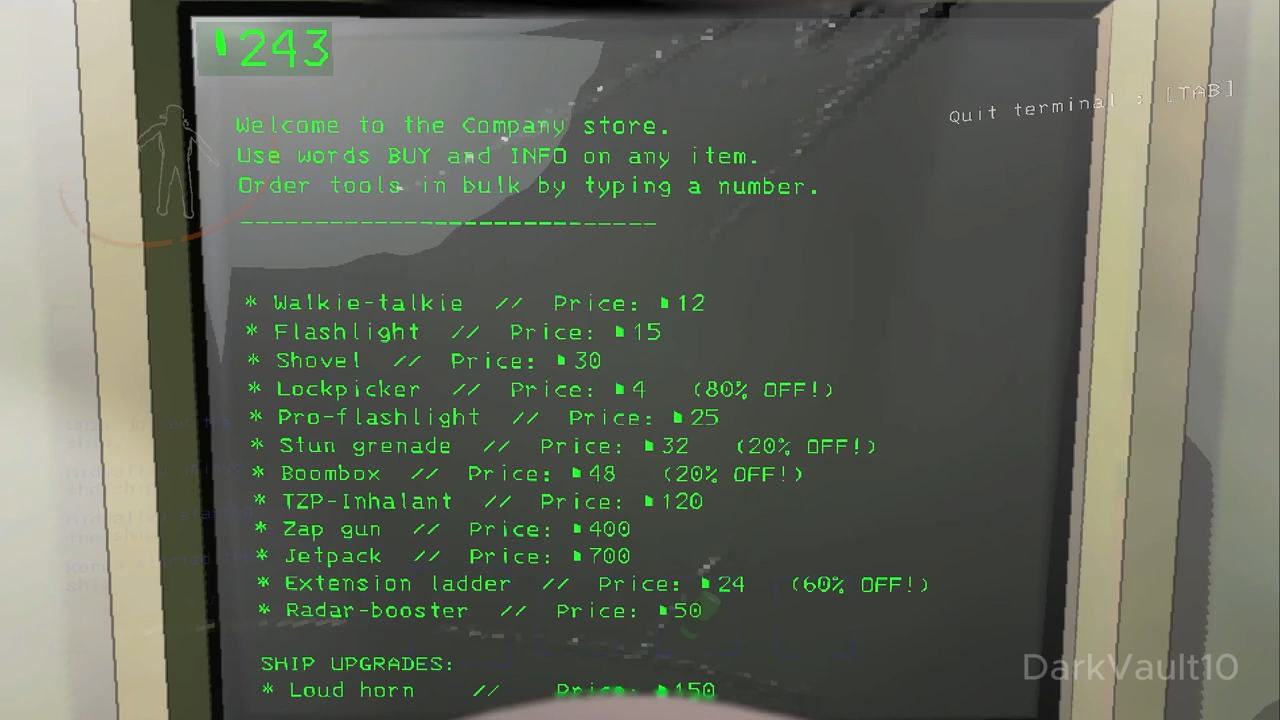 ▮243
Quit terminal : [TAB]
Welcome to the Company store.
Use words BUY and INFO on any item.
Order tools in bulk by typing a number.
----------------------------
* Walkie-talkie // Price: ▮12
* Flashlight // Price: ▮15
* Shovel // Price: ▮30
* Lockpicker // Price: ▮4 (80% OFF!)
* Pro-flashlight // Price: ▮25
* Stun grenade // Price: ▮32 (20% OFF!)
* Boombox // Price: ▮48 (20% OFF!)
* TZP-Inhalant // Price: ▮120
* Zap gun // Price: ▮400
* Jetpack // Price: ▮700
* Extension ladder // Price: ▮24 (60% OFF!)
* Radar-booster // Price: ▮50
SHIP UPGRADES:
* Loud horn // Price: ▮150
DarkVault10